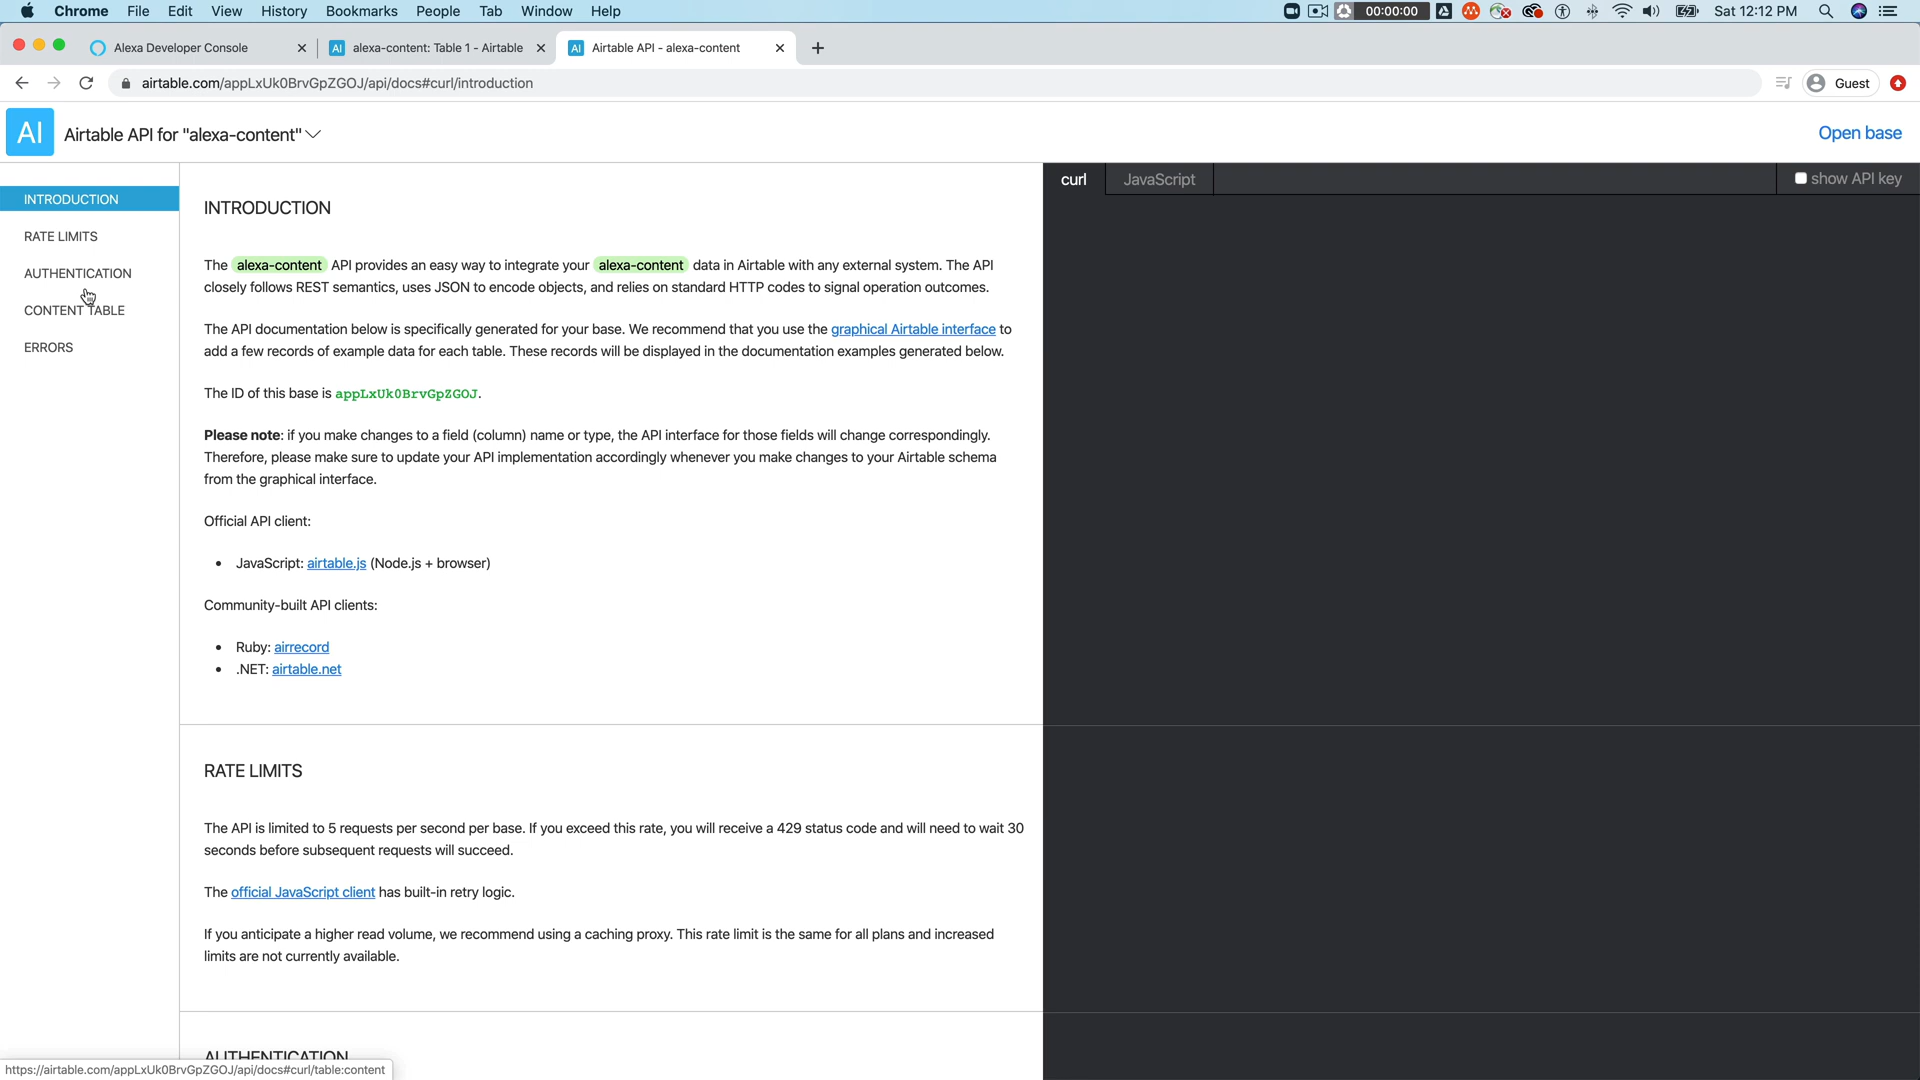 Chrome File Edit View History Bookmarks People Tab Window Help 00:00:00 Sat 12:12 PM
Alexa Developer Console alexa-content: Table 1 - Airtable Airtable API - alexa-content
airtable.com/appLxUk0BrvGpZGOJ/api/docs#curl/introduction Guest
AI Airtable API for "alexa-content" Open base
INTRODUCTION
RATE LIMITS
AUTHENTICATION
CONTENT TABLE
ERRORS
INTRODUCTION
The alexa-content API provides an easy way to integrate your alexa-content data in Airtable with any external system. The API
closely follows REST semantics, uses JSON to encode objects, and relies on standard HTTP codes to signal operation outcomes.
The API documentation below is specifically generated for your base. We recommend that you use the graphical Airtable interface to
add a few records of example data for each table. These records will be displayed in the documentation examples generated below.
The ID of this base is appLxUk0BrvGpZGOJ.
Please note: if you make changes to a field (column) name or type, the API interface for those fields will change correspondingly.
Therefore, please make sure to update your API implementation accordingly whenever you make changes to your Airtable schema
from the graphical interface.
Official API client:
• JavaScript: airtable.js (Node.js + browser)
Community-built API clients:
• Ruby: airrecord
• .NET: airtable.net
RATE LIMITS
The API is limited to 5 requests per second per base. If you exceed this rate, you will receive a 429 status code and will need to wait 30
seconds before subsequent requests will succeed.
The official JavaScript client has built-in retry logic.
If you anticipate a higher read volume, we recommend using a caching proxy. This rate limit is the same for all plans and increased
limits are not currently available.
AUTHENTICATION
curl JavaScript show API key
https://airtable.com/appLxUk0BrvGpZGOJ/api/docs#curl/table:content